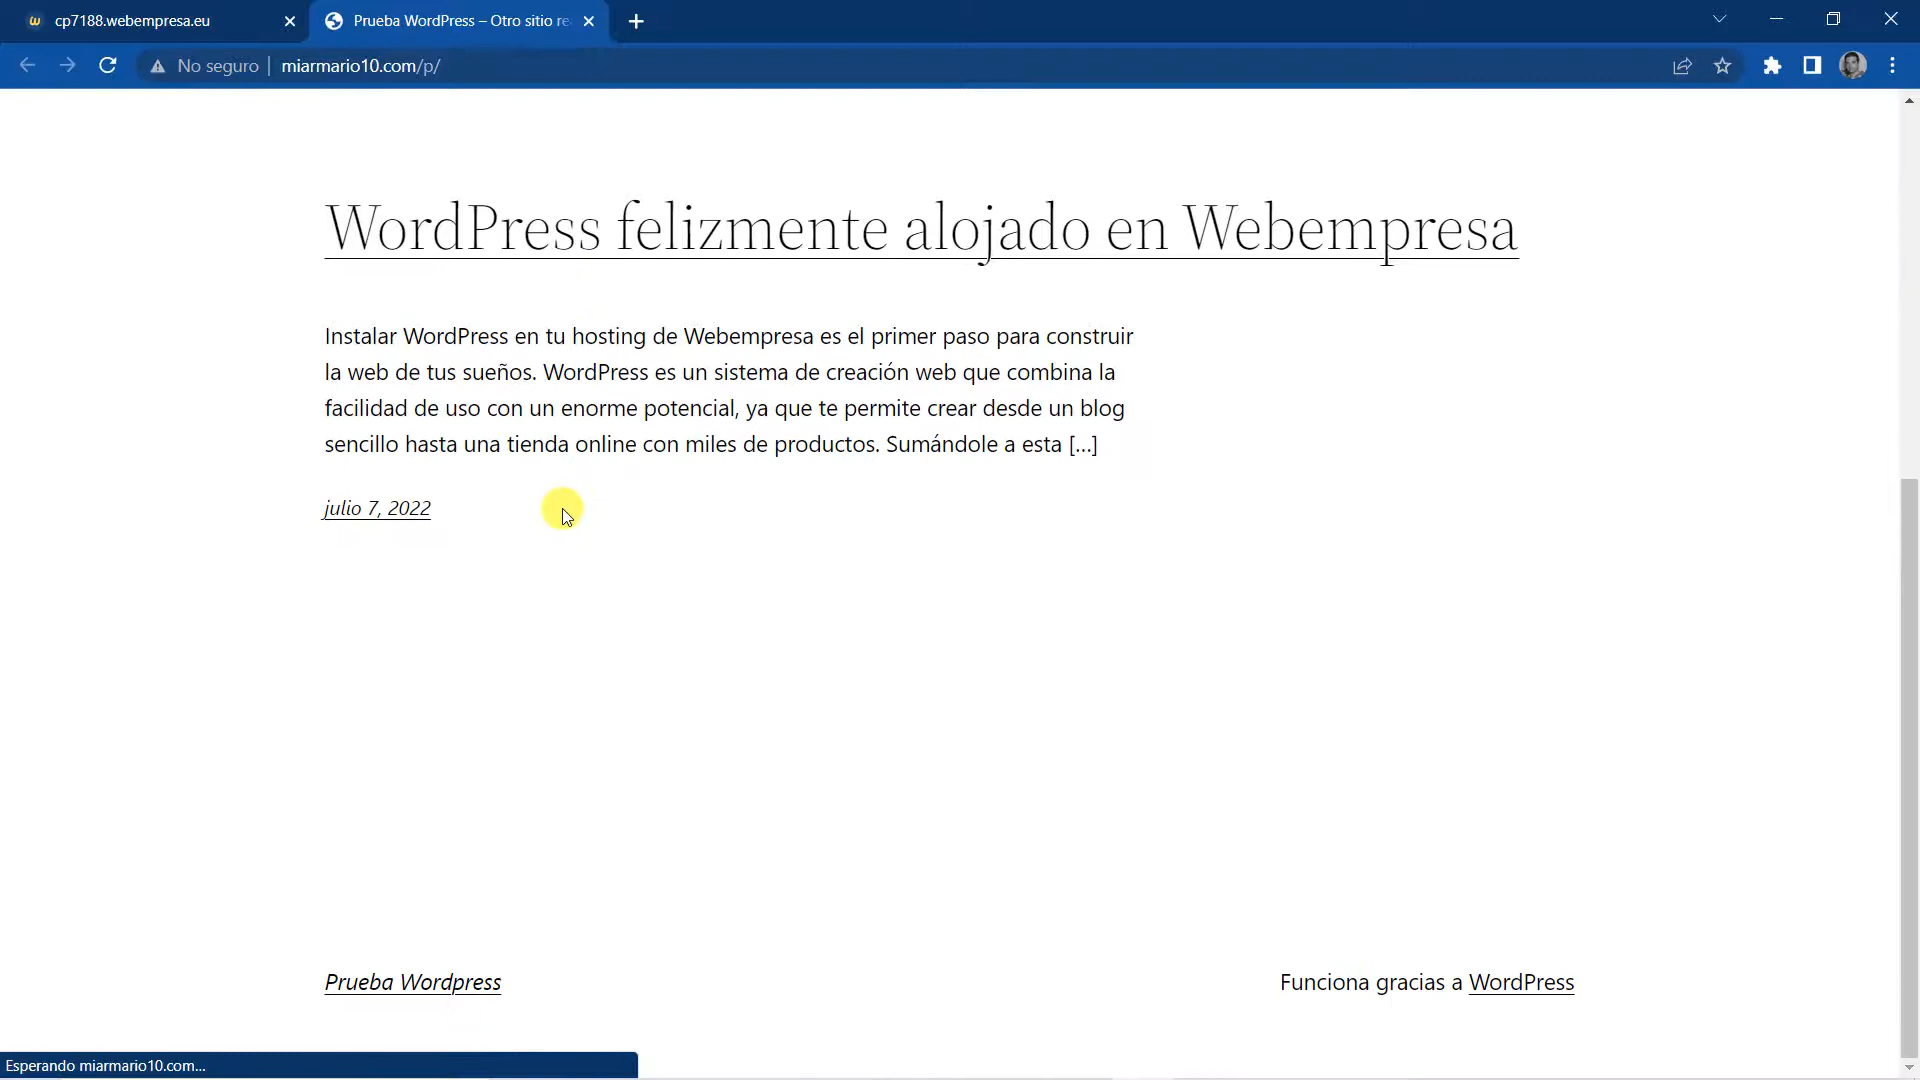 cp7188.webempresa.eu
Prueba WordPress – Otro sitio re
No seguro | miarmario10.com/p/
WordPress felizmente alojado en Webempresa
Instalar WordPress en tu hosting de Webempresa es el primer paso para construir
la web de tus sueños. WordPress es un sistema de creación web que combina la
facilidad de uso con un enorme potencial, ya que te permite crear desde un blog
sencillo hasta una tienda online con miles de productos. Sumándole a esta […]
julio 7, 2022
Prueba Wordpress
Funciona gracias a WordPress
Esperando miarmario10.com...